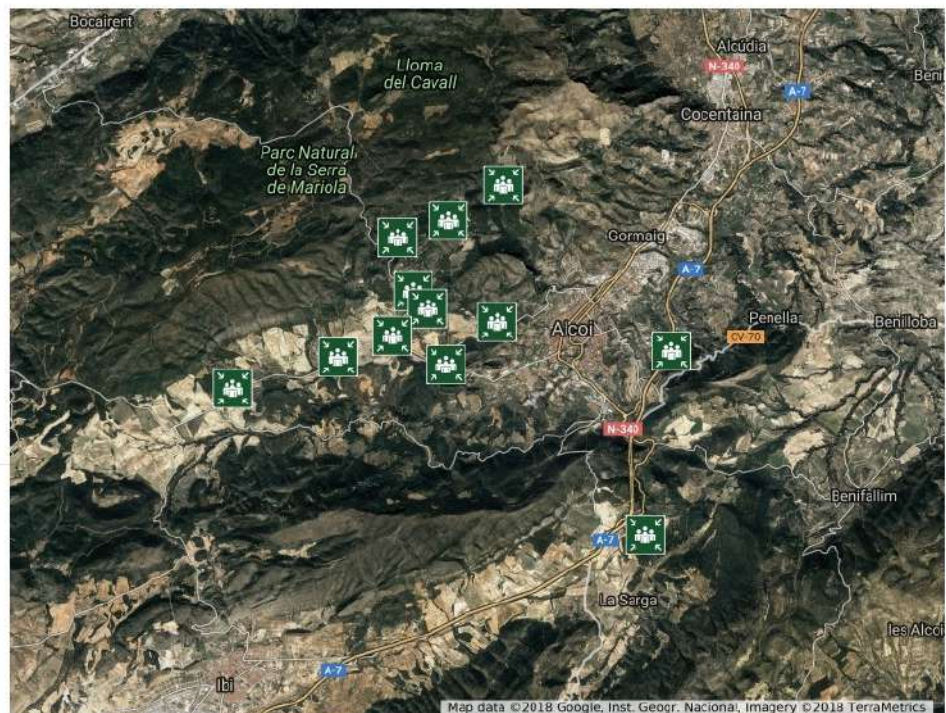 Bocairent
Alcúdia
N-340
Lloma
del Cavall
A-7
Cocentaina
Parc Natural
de la Serra
de Mariola
Gormaig
A-7
Penella
Benilloba
Alcoi
CV-70
N-340
Benifallim
A-7
La Sarga
les Alcoi
A-7
Ibi
Map data ©2018 Google, Inst. Geogr. Nacional, Imagery ©2018 TerraMetrics